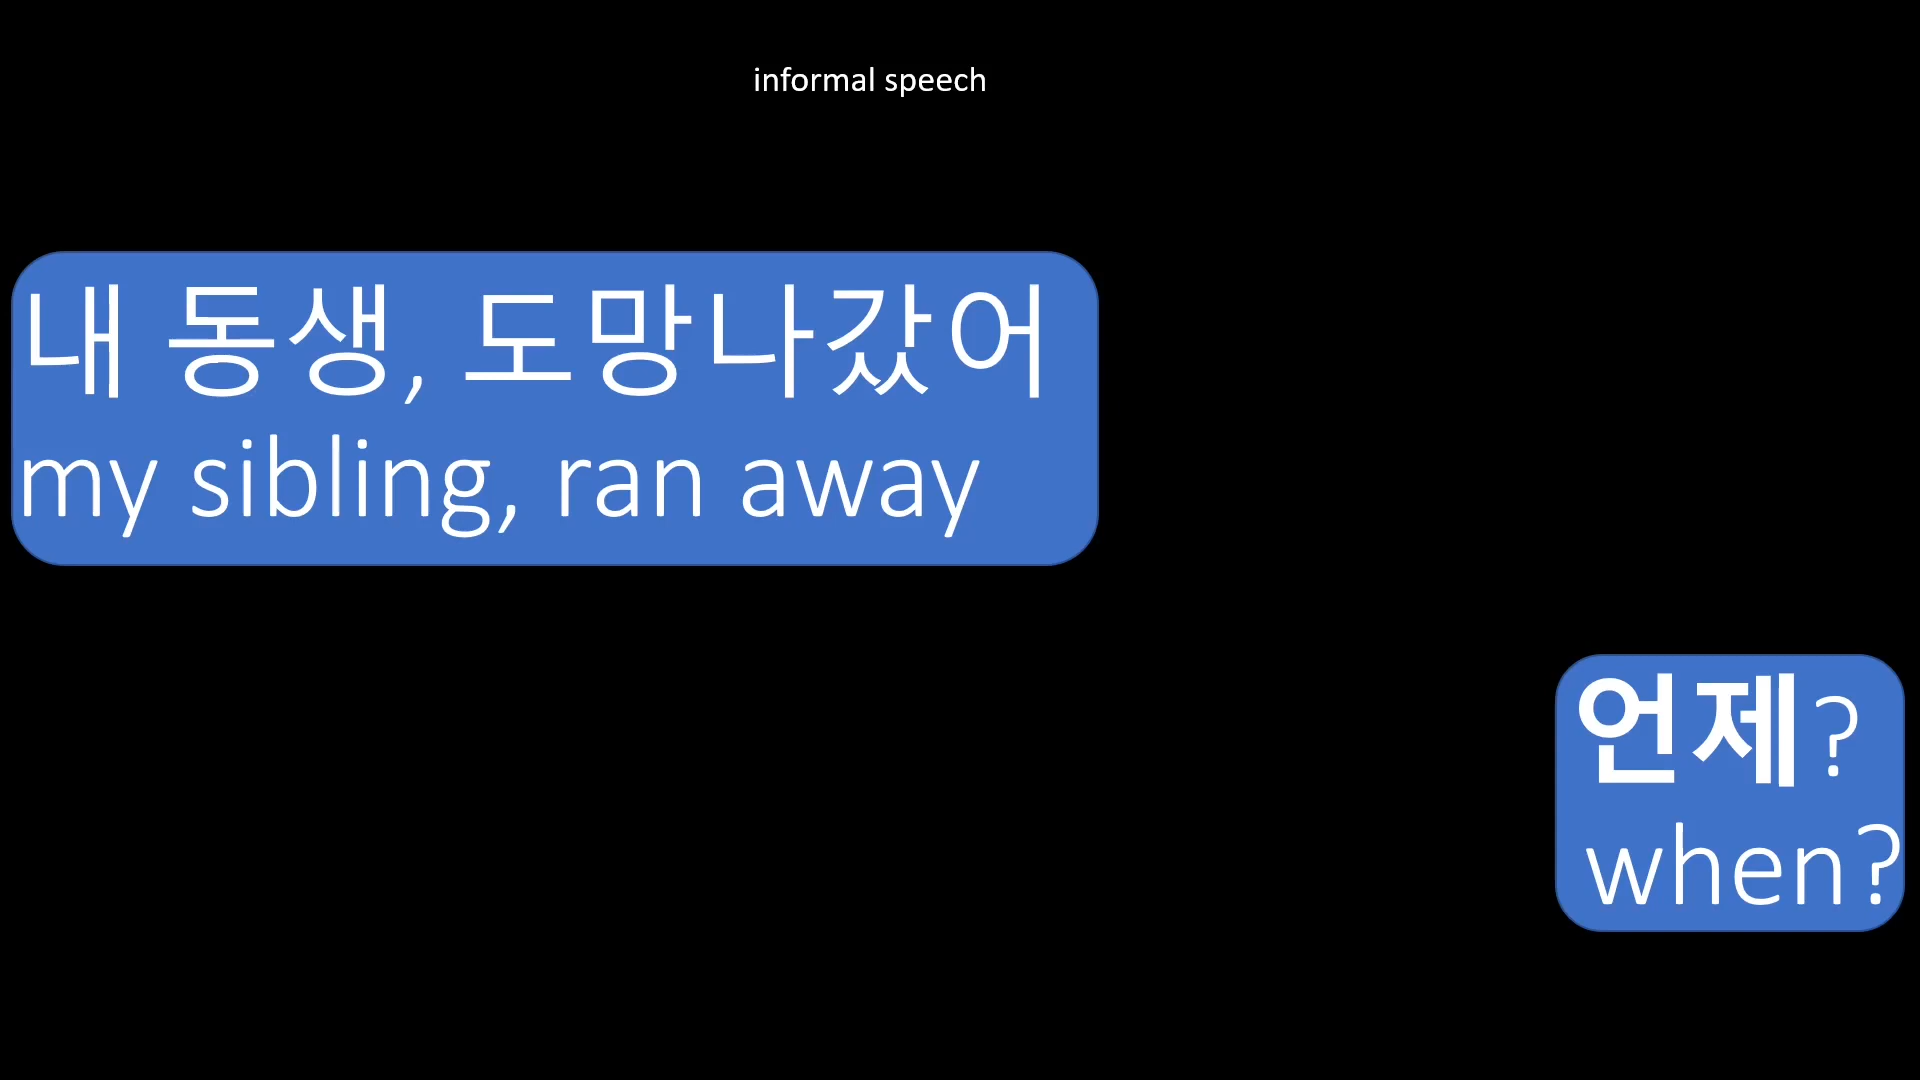 informal speech
내 동생, 도망나갔어
my sibling, ran away
언제?
when?